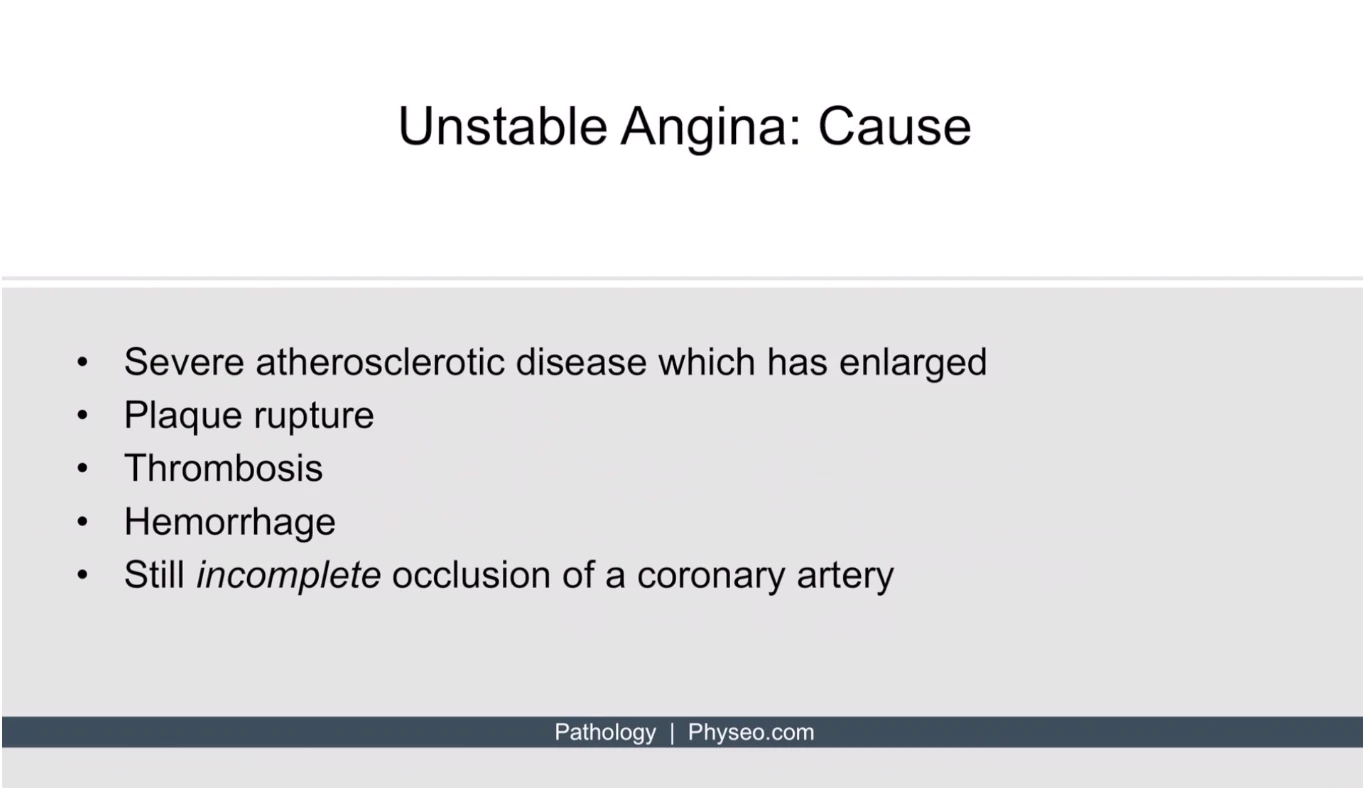 Unstable Angina: Cause
• Severe atherosclerotic disease which has enlarged
• Plaque rupture
• Thrombosis
• Hemorrhage
• Still incomplete occlusion of a coronary artery
Pathology | Physeo.com